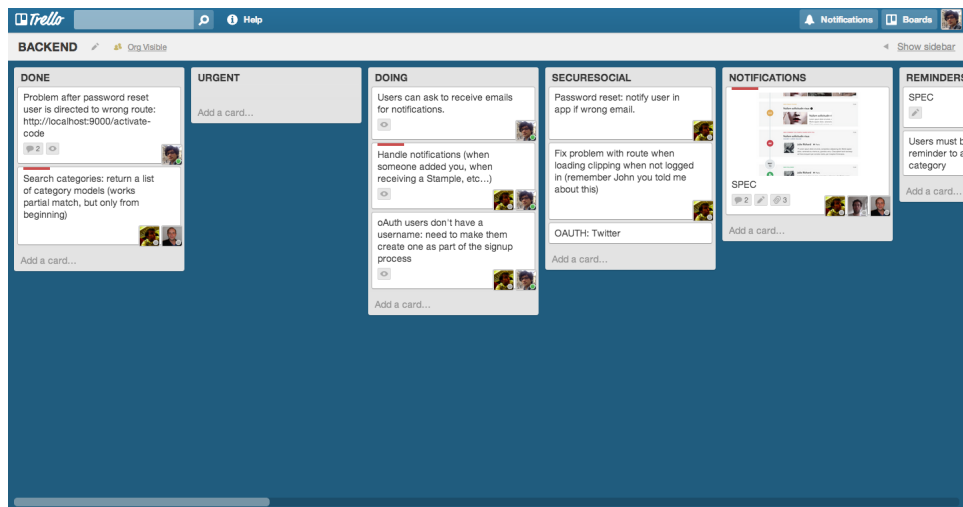 Trello
Help
Notifications
Boards
BACKEND
Org Visible
Show sidebar
DONE
Problem after password reset
user is directed to wrong route:
http://localhost:9000/activate-
code
2
Search categories: return a list
of category models (works
partial match, but only from
beginning)
Add a card...
URGENT
Add a card...
DOING
Users can ask to receive emails
for notifications.
Handle notifications (when
someone added you, when
receiving a Stample, etc...)
oAuth users don't have a
username: need to make them
create one as part of the signup
process
Add a card...
SECURESOCIAL
Password reset: notify user in
app if wrong email.
Fix problem with route when
loading clipping when not logged
in (remember John you told me
about this)
OAUTH: Twitter
Add a card...
NOTIFICATIONS
SPEC
2
3
Add a card...
REMINDERS
SPEC
Users must b
reminder to a
category
Add a card...